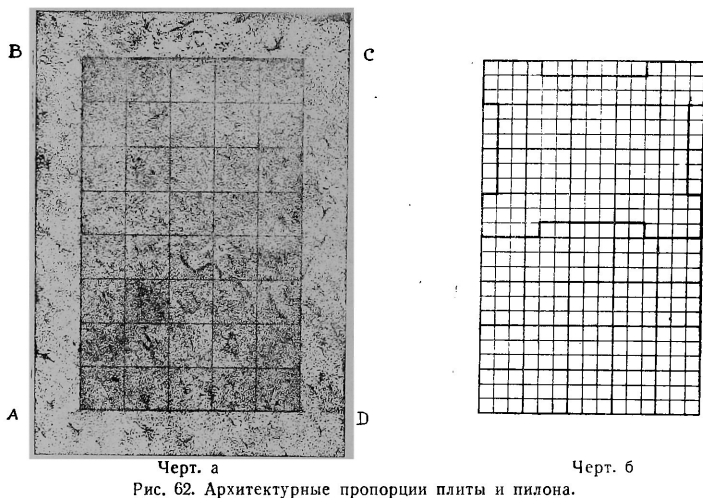 B
C
A
D
Черт. а
Черт. б
Рис. 62. Архитектурные пропорции плиты и пилона.